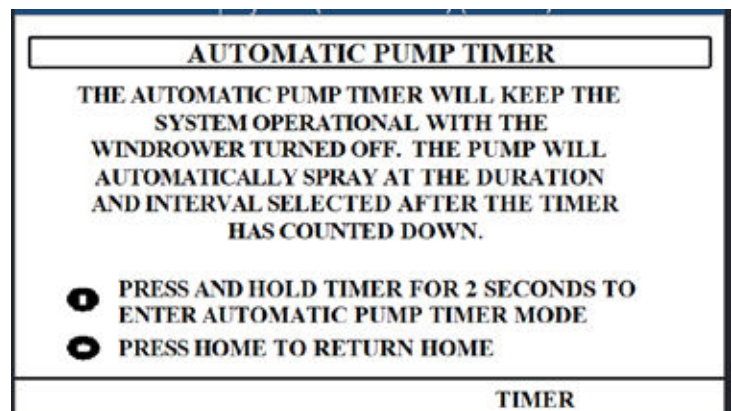 AUTOMATIC PUMP TIMER
THE AUTOMATIC PUMP TIMER WILL KEEP THE
SYSTEM OPERATIONAL WITH THE
WINDROWER TURNED OFF. THE PUMP WILL
AUTOMATICALLY SPRAY AT THE DURATION
AND INTERVAL SELECTED AFTER THE TIMER
HAS COUNTED DOWN.
PRESS AND HOLD TIMER FOR 2 SECONDS TO
ENTER AUTOMATIC PUMP TIMER MODE
PRESS HOME TO RETURN HOME
TIMER